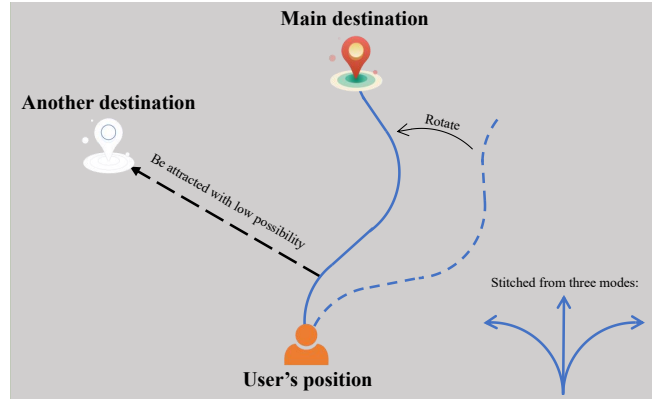 Main destination
Another destination
Rotate
Be attracted with low possibility
Stitched from three modes:
User's position